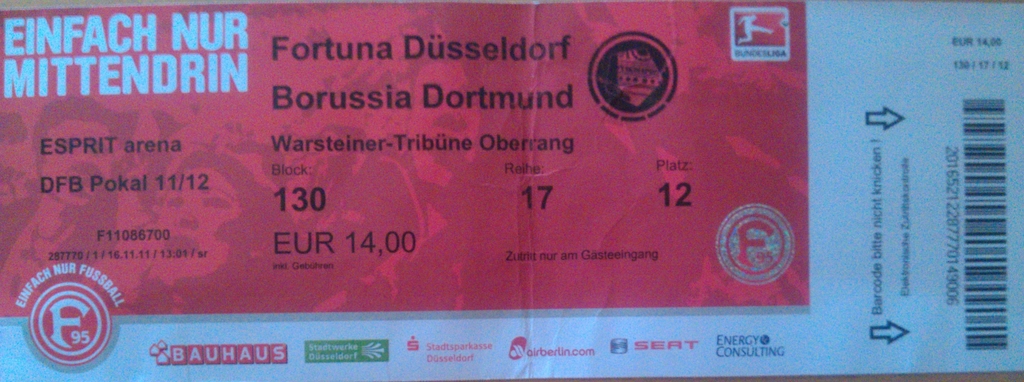 EINFACH NUR
MITTENDRIN
Fortuna Düsseldorf
Borussia Dortmund
BUNDESLIGA
ESPRIT arena
DFB Pokal 11/12
Warsteiner-Tribüne Oberrang
Block:
Reihe:
Platz:
130
17
12
F11086700
287770 / 1 / 16.11.11 / 13:01 / sr
EUR 14,00
inkl. Gebühren
Zutritt nur am Gästeeingang
F95
EINFACH NUR FUSSBALL
F95
BAUHAUS
Stadtwerke
Düsseldorf
Stadtsparkasse
Düsseldorf
airberlin.com
SEAT
ENERGY
CONSULTING
EUR 14,00
130 / 17 / 12
Barcode bitte nicht knicken !
Elektronische Zutrittskontrolle